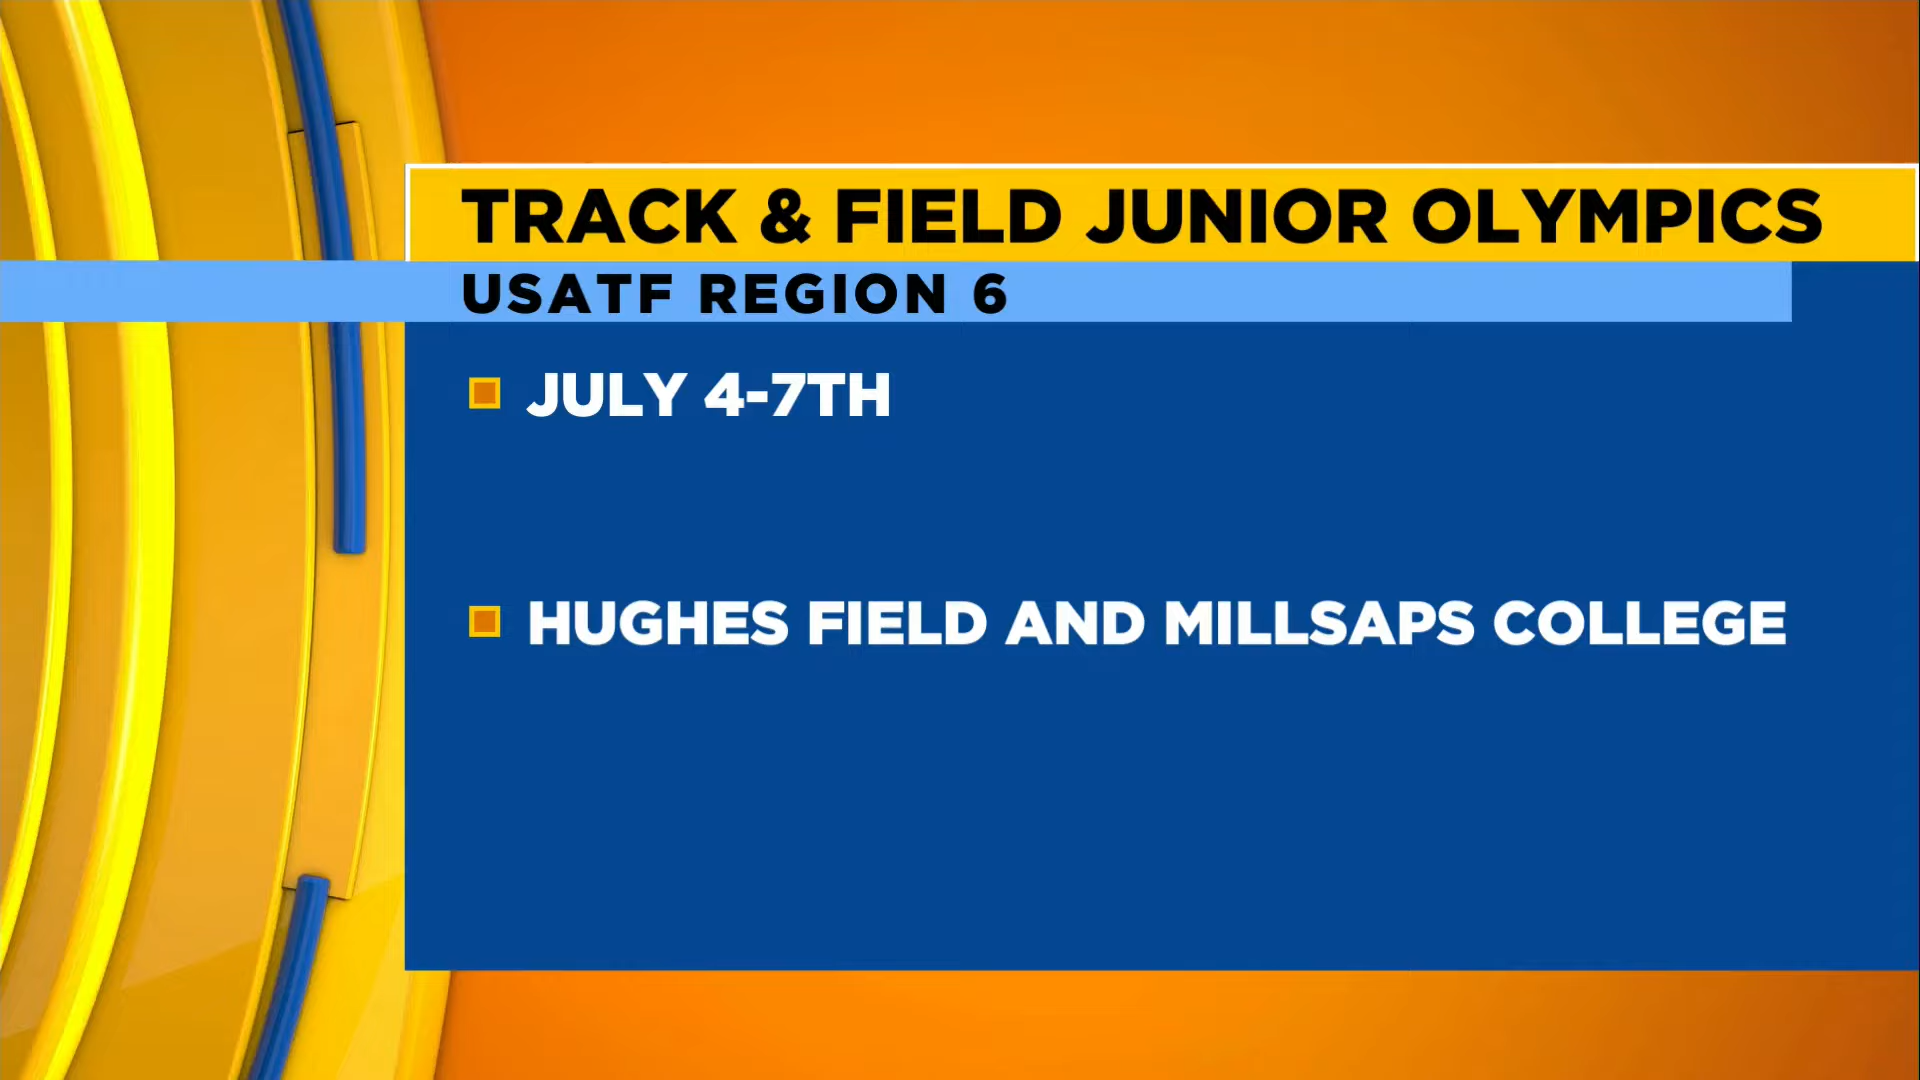 TRACK & FIELD JUNIOR OLYMPICS
USATF REGION 6
JULY 4-7TH
HUGHES FIELD AND MILLSAPS COLLEGE